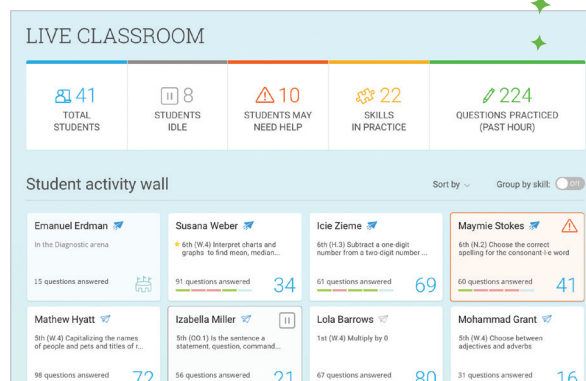 LIVE CLASSROOM
41
TOTAL
STUDENTS
8
STUDENTS
IDLE
10
STUDENTS MAY
NEED HELP
22
SKILLS
IN PRACTICE
224
QUESTIONS PRACTICED
(PAST HOUR)
Student activity wall
Sort by
Group by skill:
Off
Emanuel Erdman
In the Diagnostic arena
15 questions answered
Susana Weber
6th (W.4) Interpret charts and
graphs to find mean, median...
91 questions answered
34
Icie Zieme
6th (H.3) Subtract a one-digit
number from a two-digit number ...
61 questions answered
69
Maymie Stokes
6th (N.2) Choose the correct
spelling for the consonant-l-e word
60 questions answered
41
Mathew Hyatt
5th (W.4) Capitalizing the names
of people and pets and titles of r...
98 questions answered
72
Izabella Miller
5th (OO.1) Is the sentence a
statement, question, command...
56 questions answered
21
Lola Barrows
1st (W.4) Multiply by 0
67 questions answered
80
Mohammad Grant
5th (W.4) Choose between
adjectives and adverbs
31 questions answered
16